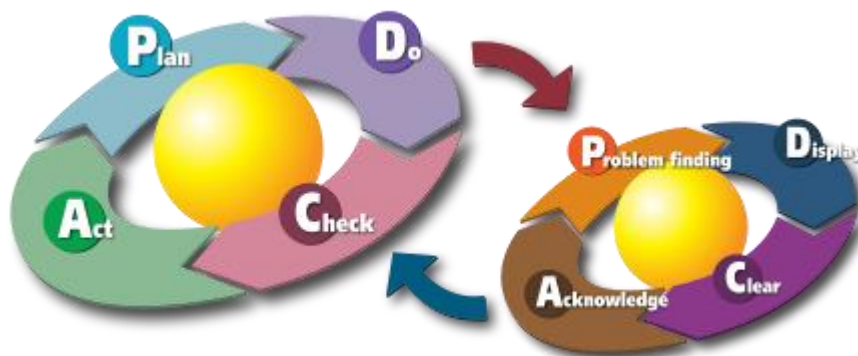 Plan
Do
Check
Act
Problem finding
Display
Clear
Acknowledge